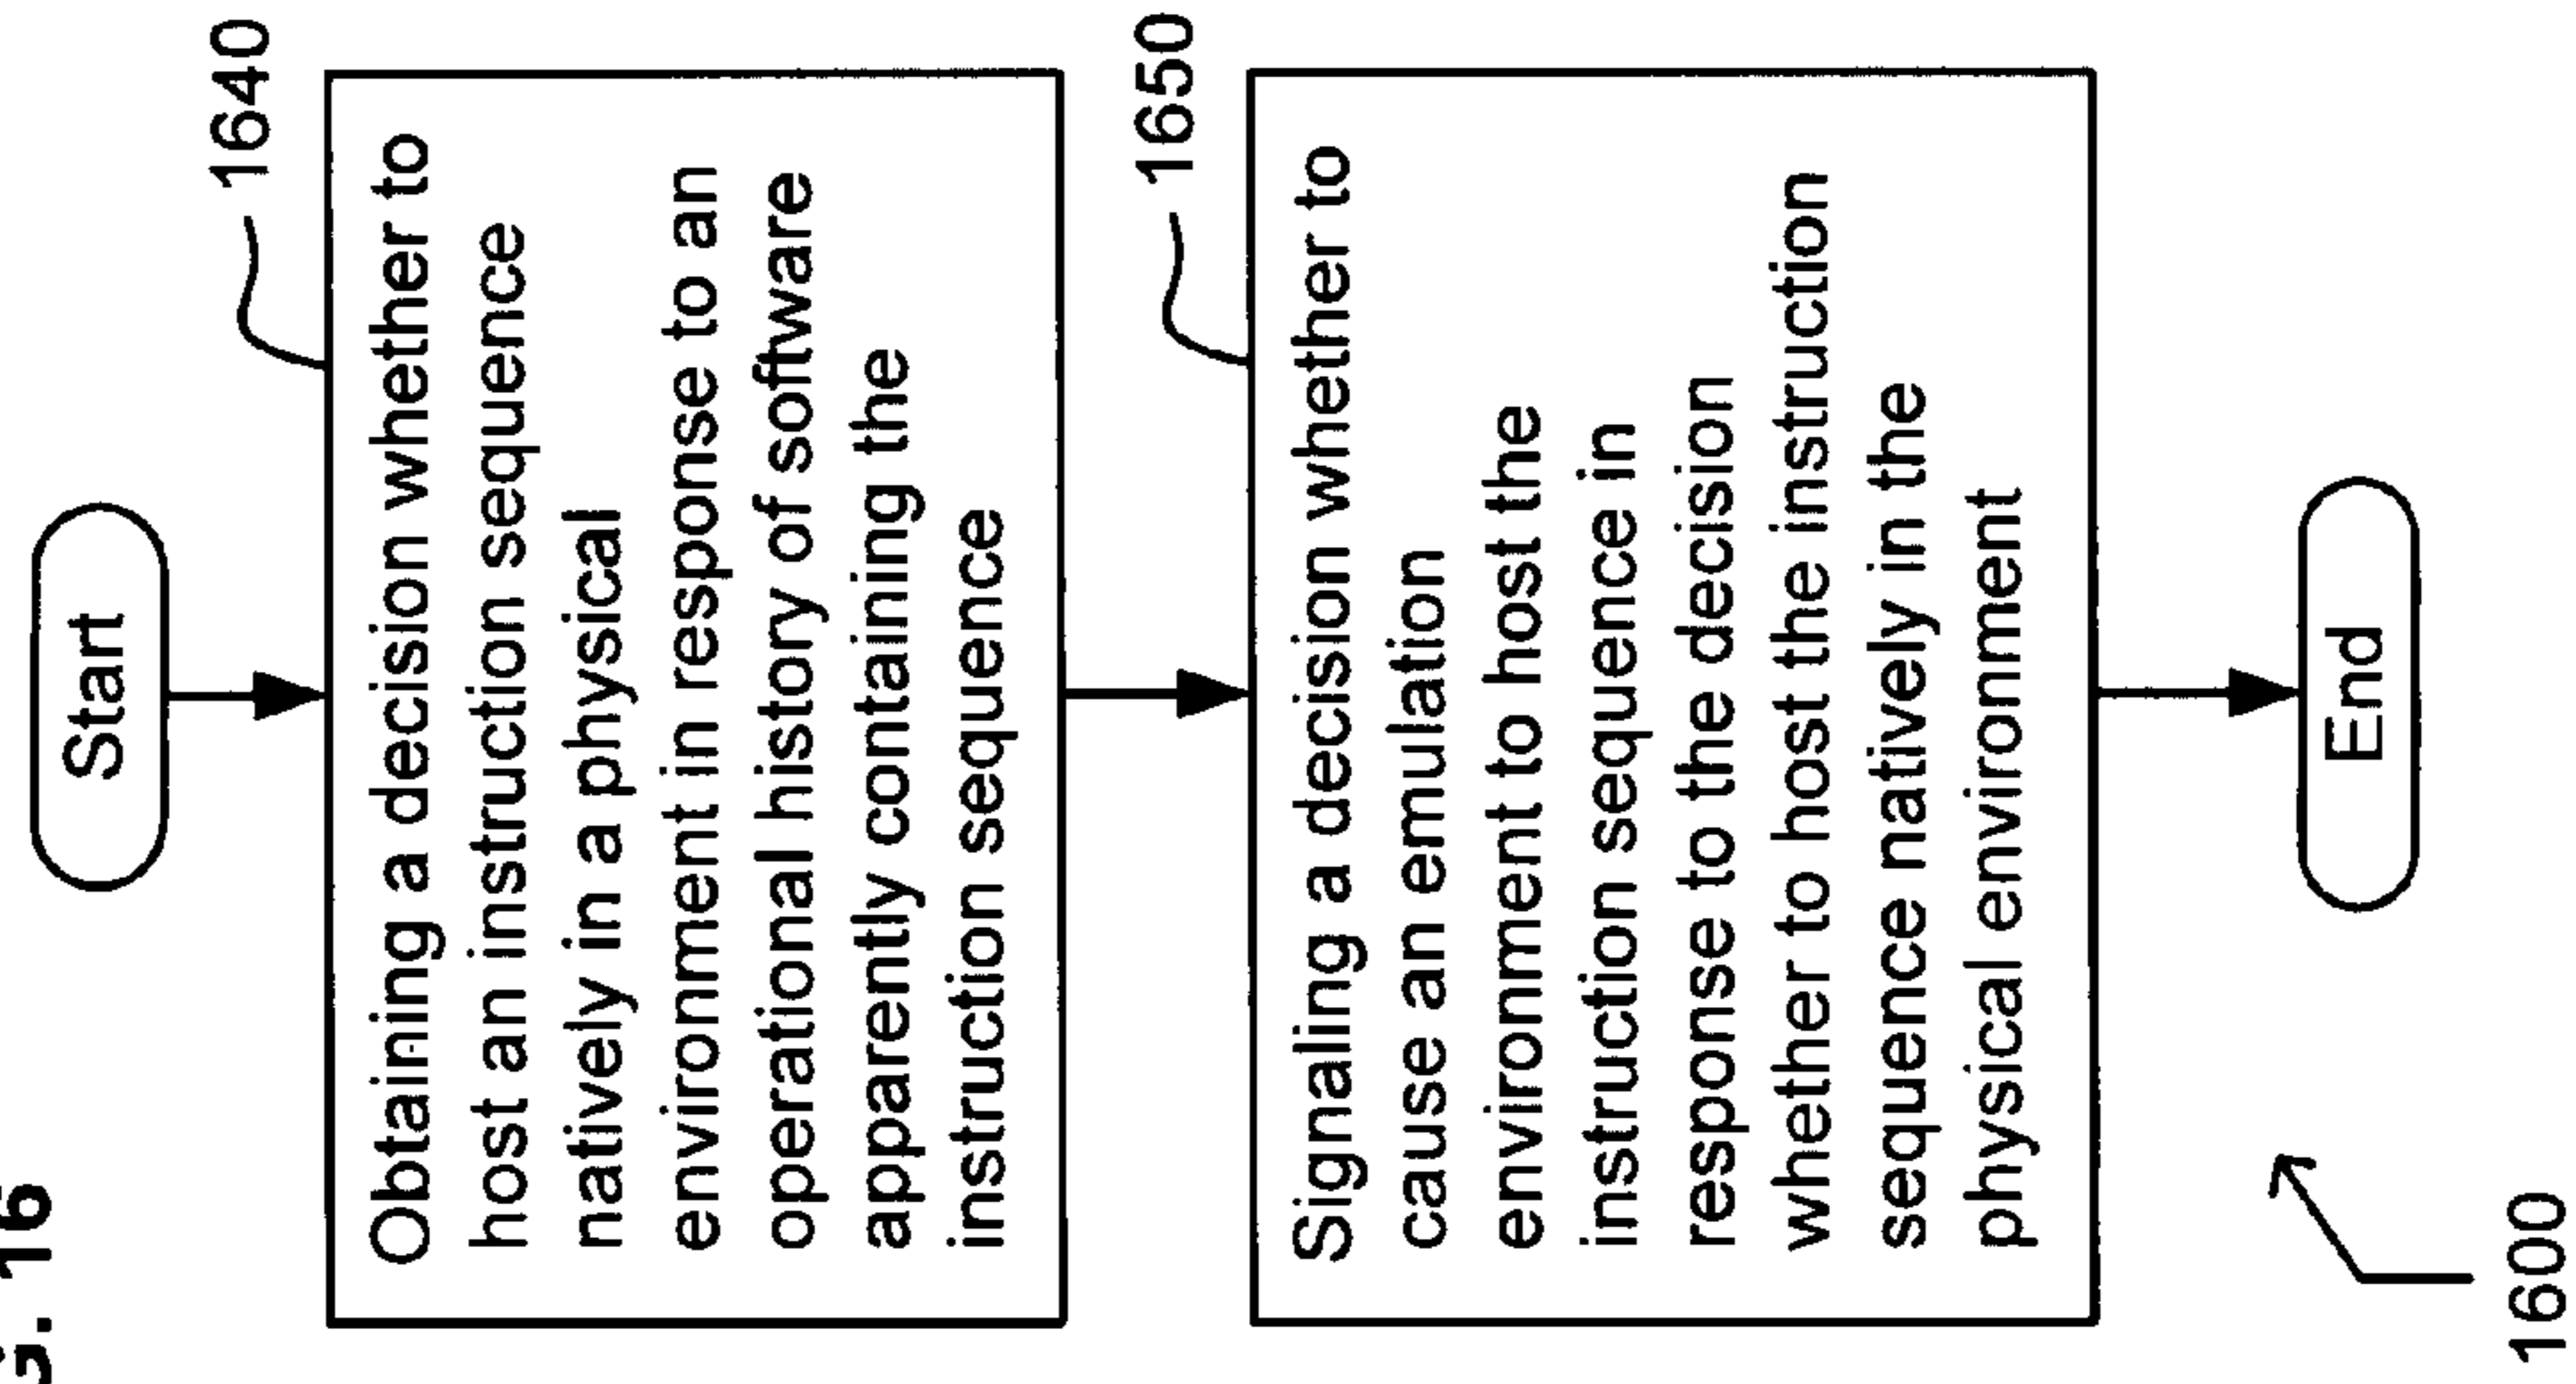 G. 16
Start
1640
Obtaining a decision whether to
host an instruction sequence
natively in a physical
environment in response to an
operational history of software
apparently containing the
instruction sequence
1650
Signaling a decision whether to
cause an emulation
environment to host the
instruction sequence in
response to the decision
whether to host the instruction
sequence natively in the
physical environment
End
1600